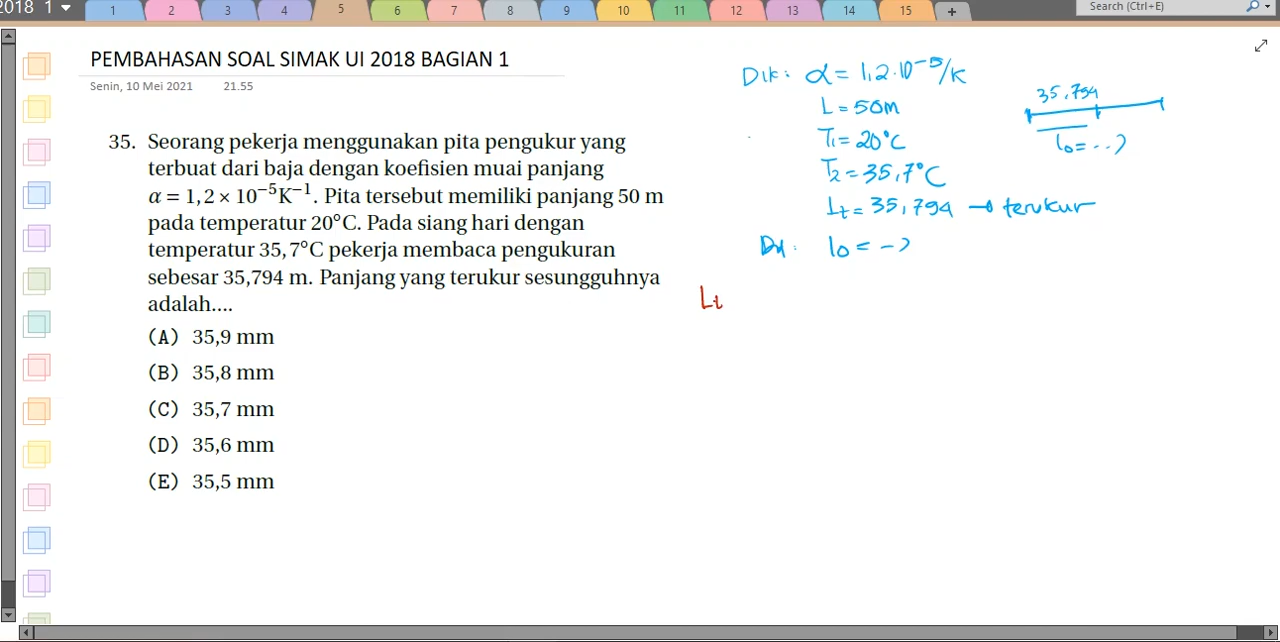 2018 1
1 2 3 4 5 6 7 8 9 10 11 12 13 14 15 +
Search (Ctrl+E)
PEMBAHASAN SOAL SIMAK UI 2018 BAGIAN 1
Senin, 10 Mei 2021 21.55
35. Seorang pekerja menggunakan pita pengukur yang
terbuat dari baja dengan koefisien muai panjang
α = 1,2 × 10⁻⁵K⁻¹. Pita tersebut memiliki panjang 50 m
pada temperatur 20°C. Pada siang hari dengan
temperatur 35,7°C pekerja membaca pengukuran
sebesar 35,794 m. Panjang yang terukur sesungguhnya
adalah....
(A) 35,9 mm
(B) 35,8 mm
(C) 35,7 mm
(D) 35,6 mm
(E) 35,5 mm
Dik: α = 1,2.10⁻⁵/K
L = 50m
T₁ = 20°C
T₂ = 35,7°C
Lt = 35,794 → terukur
Dit: l₀ = -?
35,794
l₀ = ..?
Lt